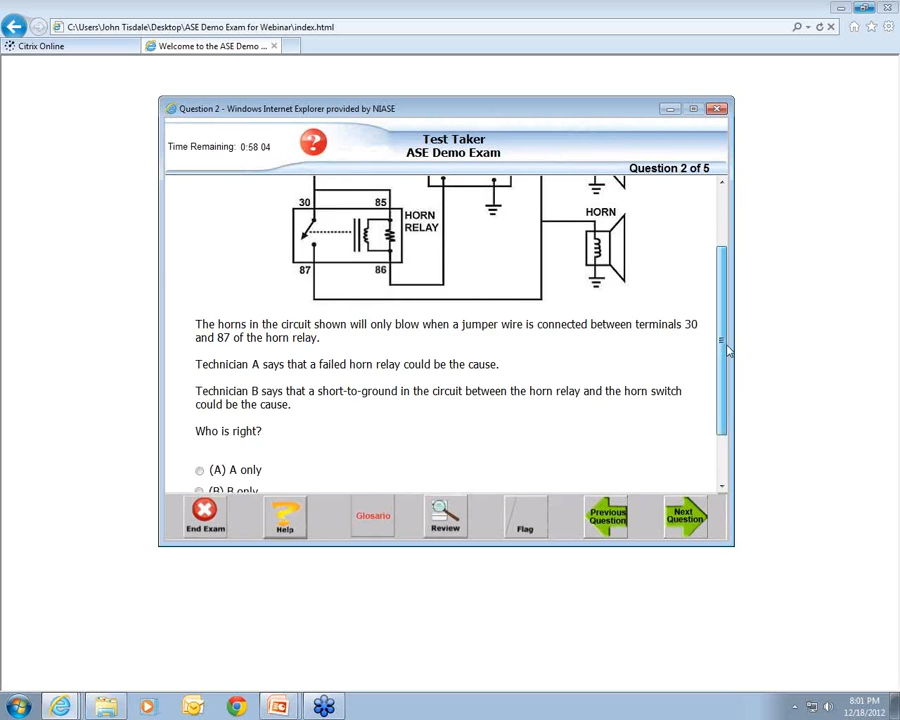 C:\Users\John Tisdale\Desktop\ASE Demo Exam for Webinar\index.html
Citrix Online
Welcome to the ASE Demo ...
Question 2 - Windows Internet Explorer provided by NIASE
Time Remaining: 0:58 04
Test Taker
ASE Demo Exam
Question 2 of 5
30
85
HORN
RELAY
87
86
HORN
The horns in the circuit shown will only blow when a jumper wire is connected between terminals 30
and 87 of the horn relay.
Technician A says that a failed horn relay could be the cause.
Technician B says that a short-to-ground in the circuit between the horn relay and the horn switch
could be the cause.
Who is right?
(A) A only
(B) B only
End Exam
Help
Glosario
Review
Flag
Previous
Question
Next
Question
8:01 PM
12/18/2012